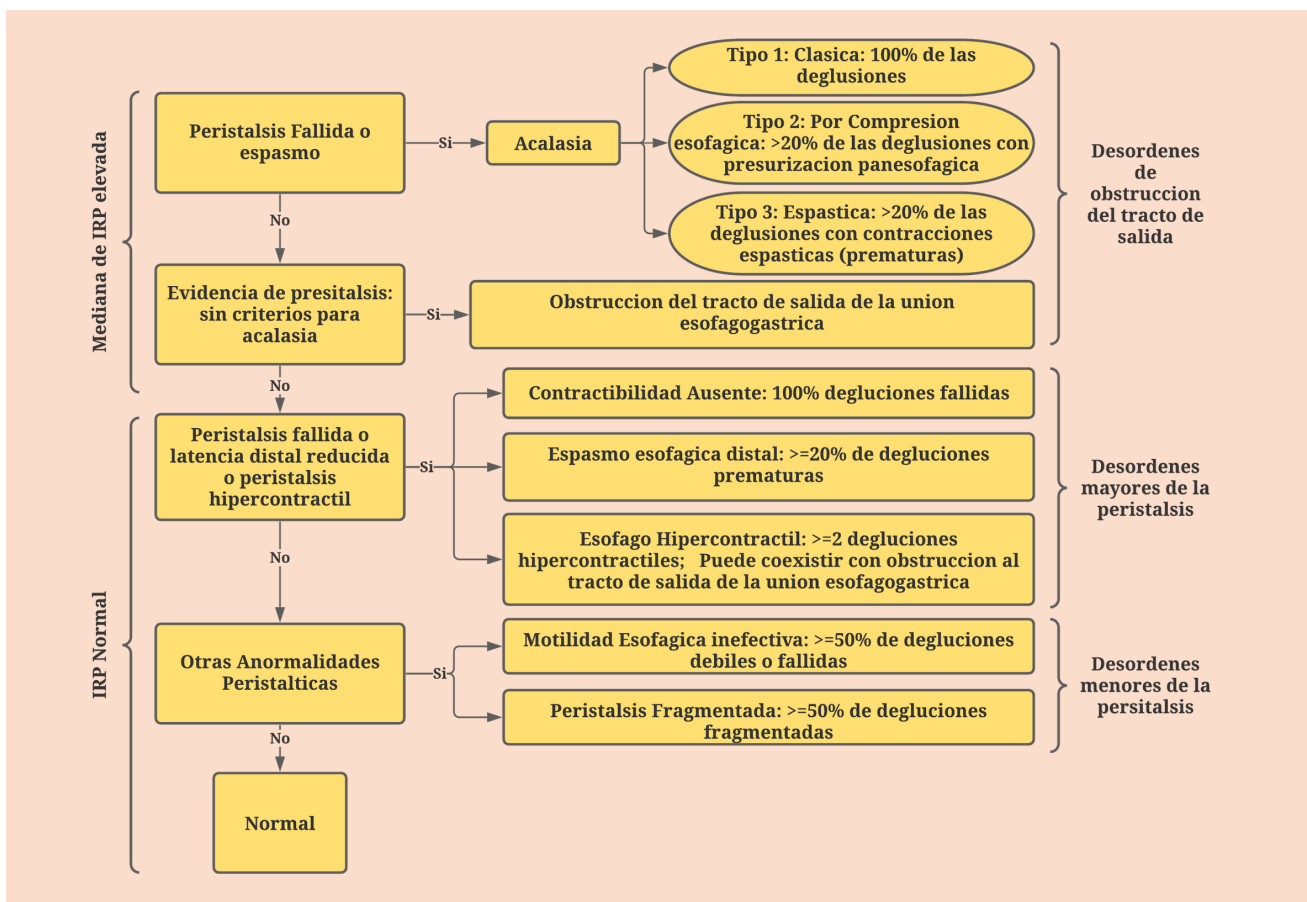 Mediana de IRP elevada
Peristalsis Fallida o
espasmo
Si
Acalasia
Tipo 1: Clasica: 100% de las
deglusiones
Tipo 2: Por Compresion
esofagica: >20% de las deglusiones con
presurizacion panesofagica
Tipo 3: Espastica: >20% de las
deglusiones con contracciones
espasticas (prematuras)
Desordenes
de
obstruccion
del tracto de
salida
No
Evidencia de presitalsis:
sin criterios para
acalasia
Si
Obstruccion del tracto de salida de la union
esofagogastrica
No
IRP Normal
Peristalsis fallida o
latencia distal reducida
o peristalsis
hipercontractil
Si
Contractibilidad Ausente: 100% degluciones fallidas
Espasmo esofagica distal: >=20% de degluciones
prematuras
Esofago Hipercontractil: >=2 degluciones
hipercontractiles; Puede coexistir con obstruccion al
tracto de salida de la union esofagogastrica
Desordenes
mayores de la
peristalsis
No
Otras Anormalidades
Peristalticas
Si
Motilidad Esofagica inefectiva: >=50% de degluciones
debiles o fallidas
Peristalsis Fragmentada: >=50% de degluciones
fragmentadas
Desordenes
menores de la
persitalsis
No
Normal